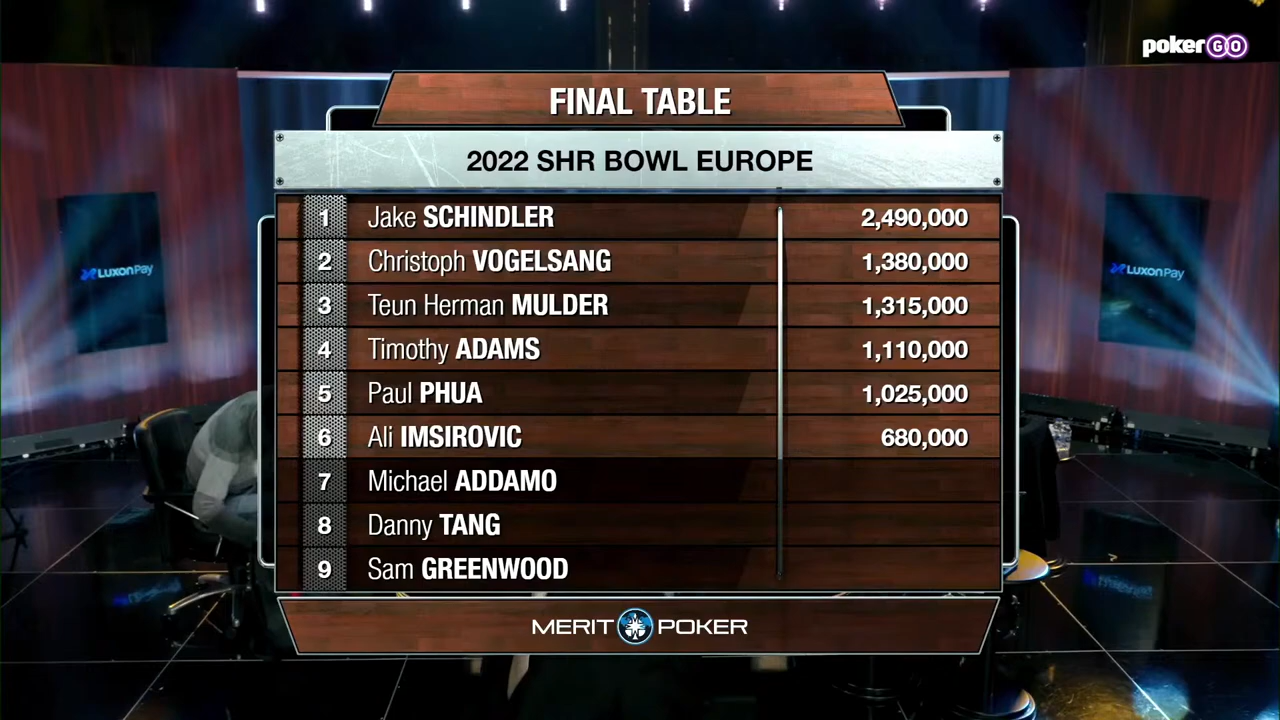 pokerGO
FINAL TABLE
2022 SHR BOWL EUROPE
1 Jake SCHINDLER 2,490,000
2 Christoph VOGELSANG 1,380,000
3 Teun Herman MULDER 1,315,000
4 Timothy ADAMS 1,110,000
5 Paul PHUA 1,025,000
6 Ali IMSIROVIC 680,000
7 Michael ADDAMO
8 Danny TANG
9 Sam GREENWOOD
LuxonPay
LuxonPay
MERIT POKER